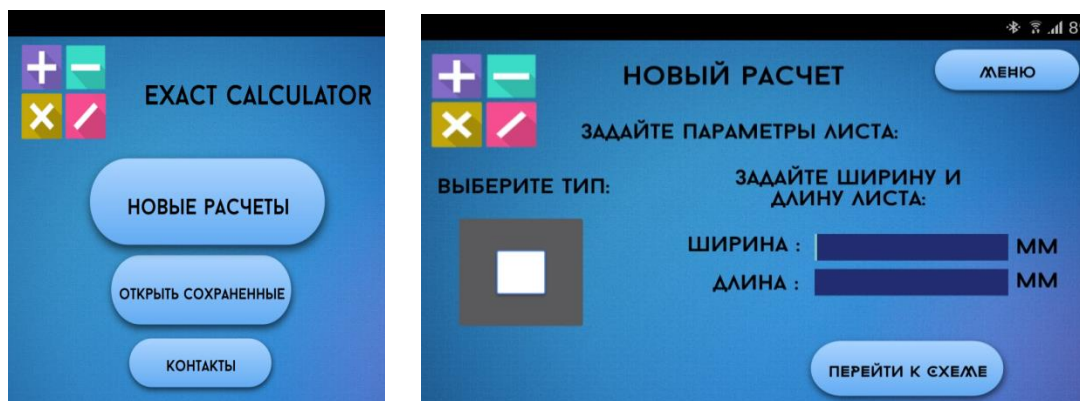 EXACT CALCULATOR
НОВЫЕ РАСЧЕТЫ
ОТКРЫТЬ СОХРАНЕННЫЕ
КОНТАКТЫ
НОВЫЙ РАСЧЕТ
МЕНЮ
ЗАДАЙТЕ ПАРАМЕТРЫ ЛИСТА:
ВЫБЕРИТЕ ТИП:
ЗАДАЙТЕ ШИРИНУ И
ДЛИНУ ЛИСТА:
ШИРИНА : ММ
ДЛИНА : ММ
ПЕРЕЙТИ К СХЕМЕ